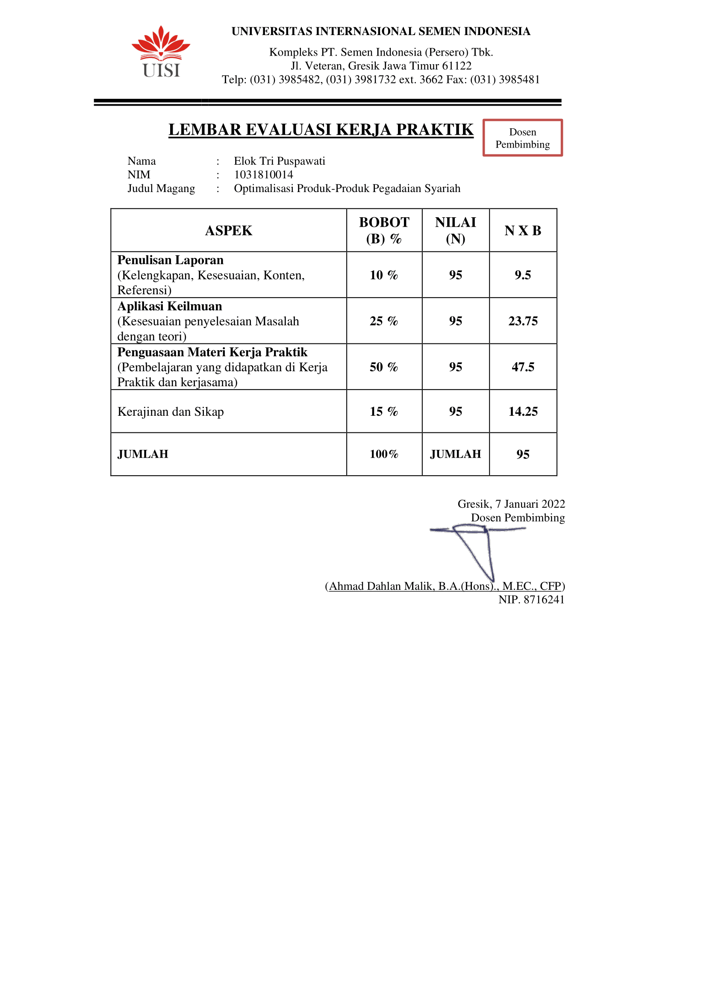 UISI
UNIVERSITAS INTERNASIONAL SEMEN INDONESIA
Kompleks PT. Semen Indonesia (Persero) Tbk.
Jl. Veteran, Gresik Jawa Timur 61122
Telp: (031) 3985482, (031) 3981732 ext. 3662 Fax: (031) 3985481
LEMBAR EVALUASI KERJA PRAKTIK
Dosen
Pembimbing
Nama : Elok Tri Puspawati
NIM : 1031810014
Judul Magang : Optimalisasi Produk-Produk Pegadaian Syariah
ASPEK BOBOT (B) % NILAI (N) N X B
Penulisan Laporan
(Kelengkapan, Kesesuaian, Konten, 10 % 95 9.5
Referensi)
Aplikasi Keilmuan
(Kesesuaian penyelesaian Masalah 25 % 95 23.75
dengan teori)
Penguasaan Materi Kerja Praktik
(Pembelajaran yang didapatkan di Kerja 50 % 95 47.5
Praktik dan kerjasama)
Kerajinan dan Sikap 15 % 95 14.25
JUMLAH 100% JUMLAH 95
Gresik, 7 Januari 2022
Dosen Pembimbing
(Ahmad Dahlan Malik, B.A.(Hons)., M.EC., CFP)
NIP. 8716241